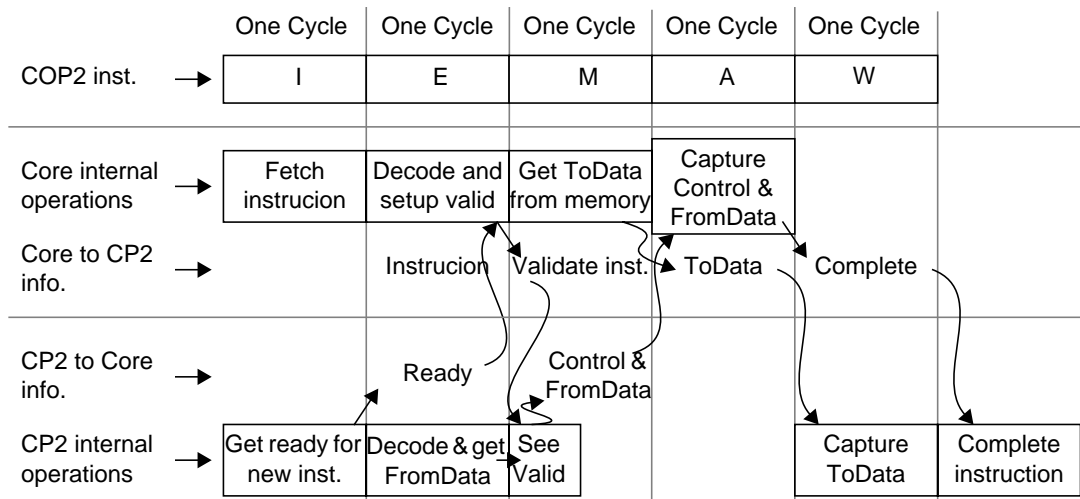 One Cycle One Cycle One Cycle One Cycle One Cycle
COP2 inst. I E M A W
Core internal
operations
Fetch
instrucion
Decode and
setup valid
Get ToData
from memory
Capture
Control &
FromData
Core to CP2
info.
Instrucion Validate inst. ToData Complete
CP2 to Core
info.
Ready
Control &
FromData
CP2 internal
operations
Get ready for
new inst.
Decode & get
FromData
See
Valid
Capture
ToData
Complete
instruction